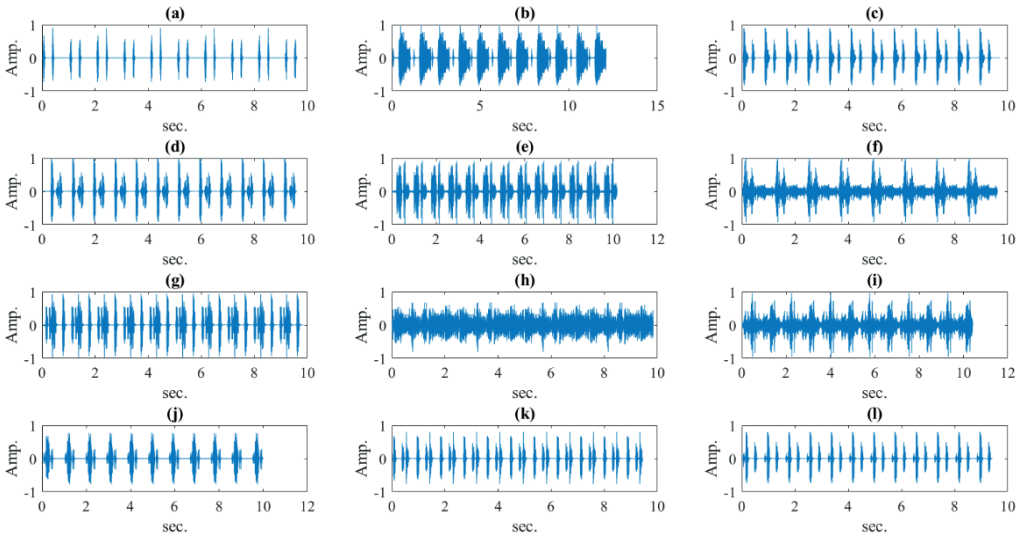 (a) (b) (c)
Amp. 1 0 -1 Amp. 1 0 -1 Amp. 1 0 -1
0 2 4 6 8 10 5 10 15 0 2 4 6 8 10
sec. sec. sec.
(d) (e) (f)
Amp. 1 0 -1 Amp. 1 0 -1 Amp. 1 0 -1
0 2 4 6 8 10 0 2 4 6 8 10 12 0 2 4 6 8 10
sec. sec. sec.
(g) (h) (i)
Amp. 1 0 -1 Amp. 1 0 -1 Amp. 1 0 -1
0 2 4 6 8 10 0 2 4 6 8 10 0 2 4 6 8 10 12
sec. sec. sec.
(j) (k) (l)
Amp. 1 0 -1 Amp. 1 0 -1 Amp. 1 0 -1
0 2 4 6 8 10 12 0 2 4 6 8 10 0 2 4 6 8 10
sec. sec. sec.